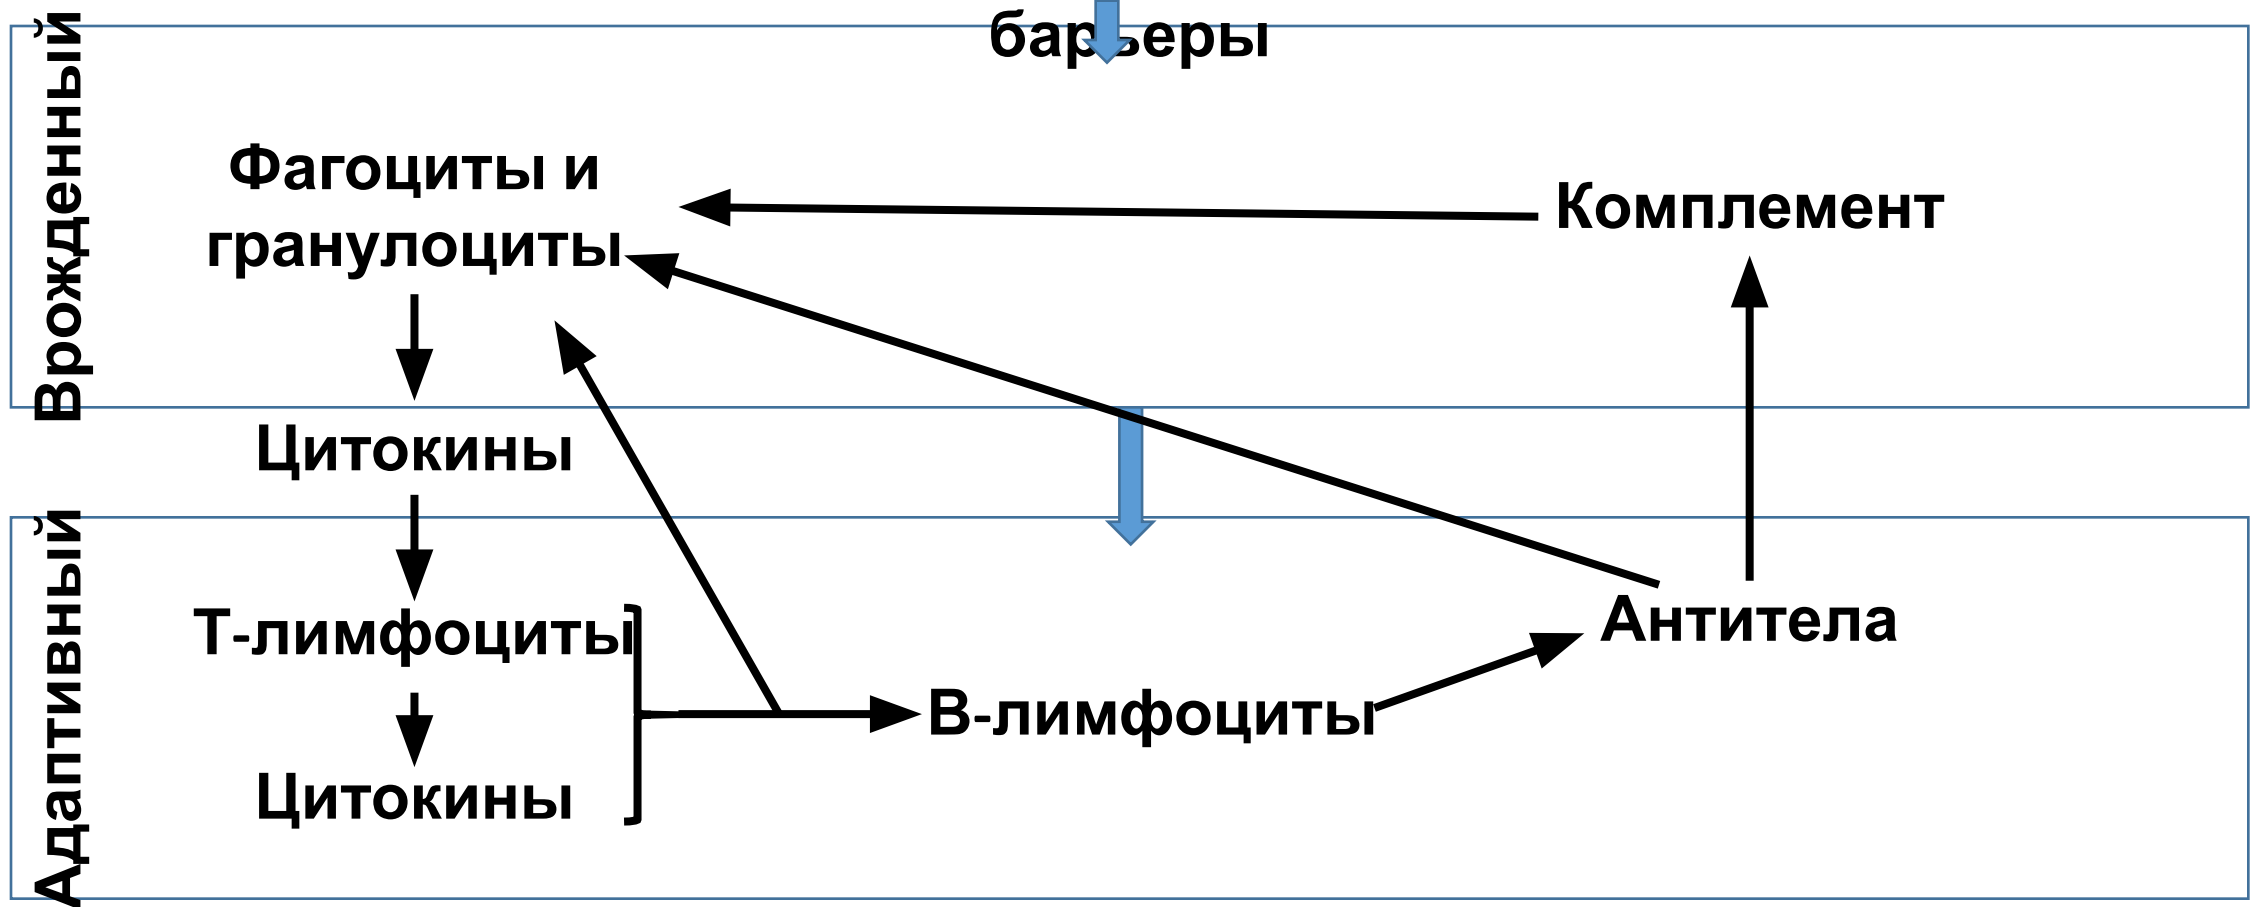 барьеры
Врожденный
Фагоциты и
гранулоциты
Комплемент
Цитокины
Адаптивный
Т-лимфоциты
Антитела
В-лимфоциты
Цитокины